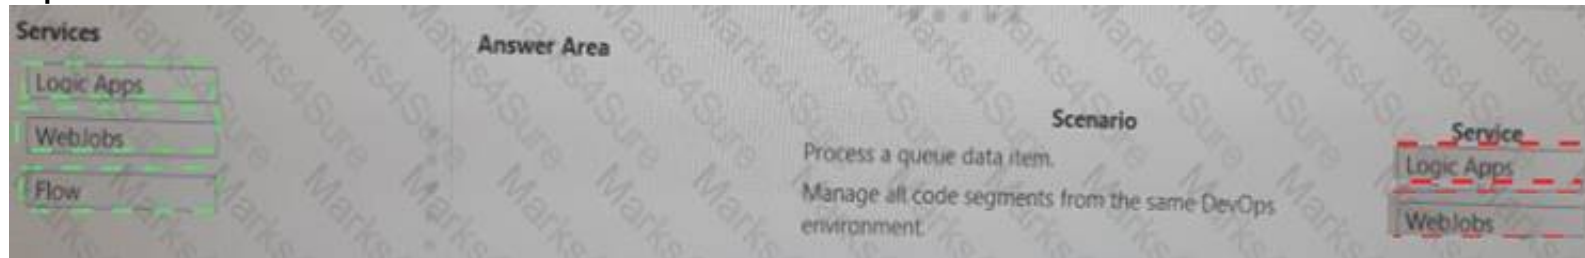 Services
Logic Apps
WebJobs
Flow
Answer Area
Scenario
Service
Process a queue data item.
Logic Apps
Manage all code segments from the same DevOps
environment.
WebJobs
Marks4Sure